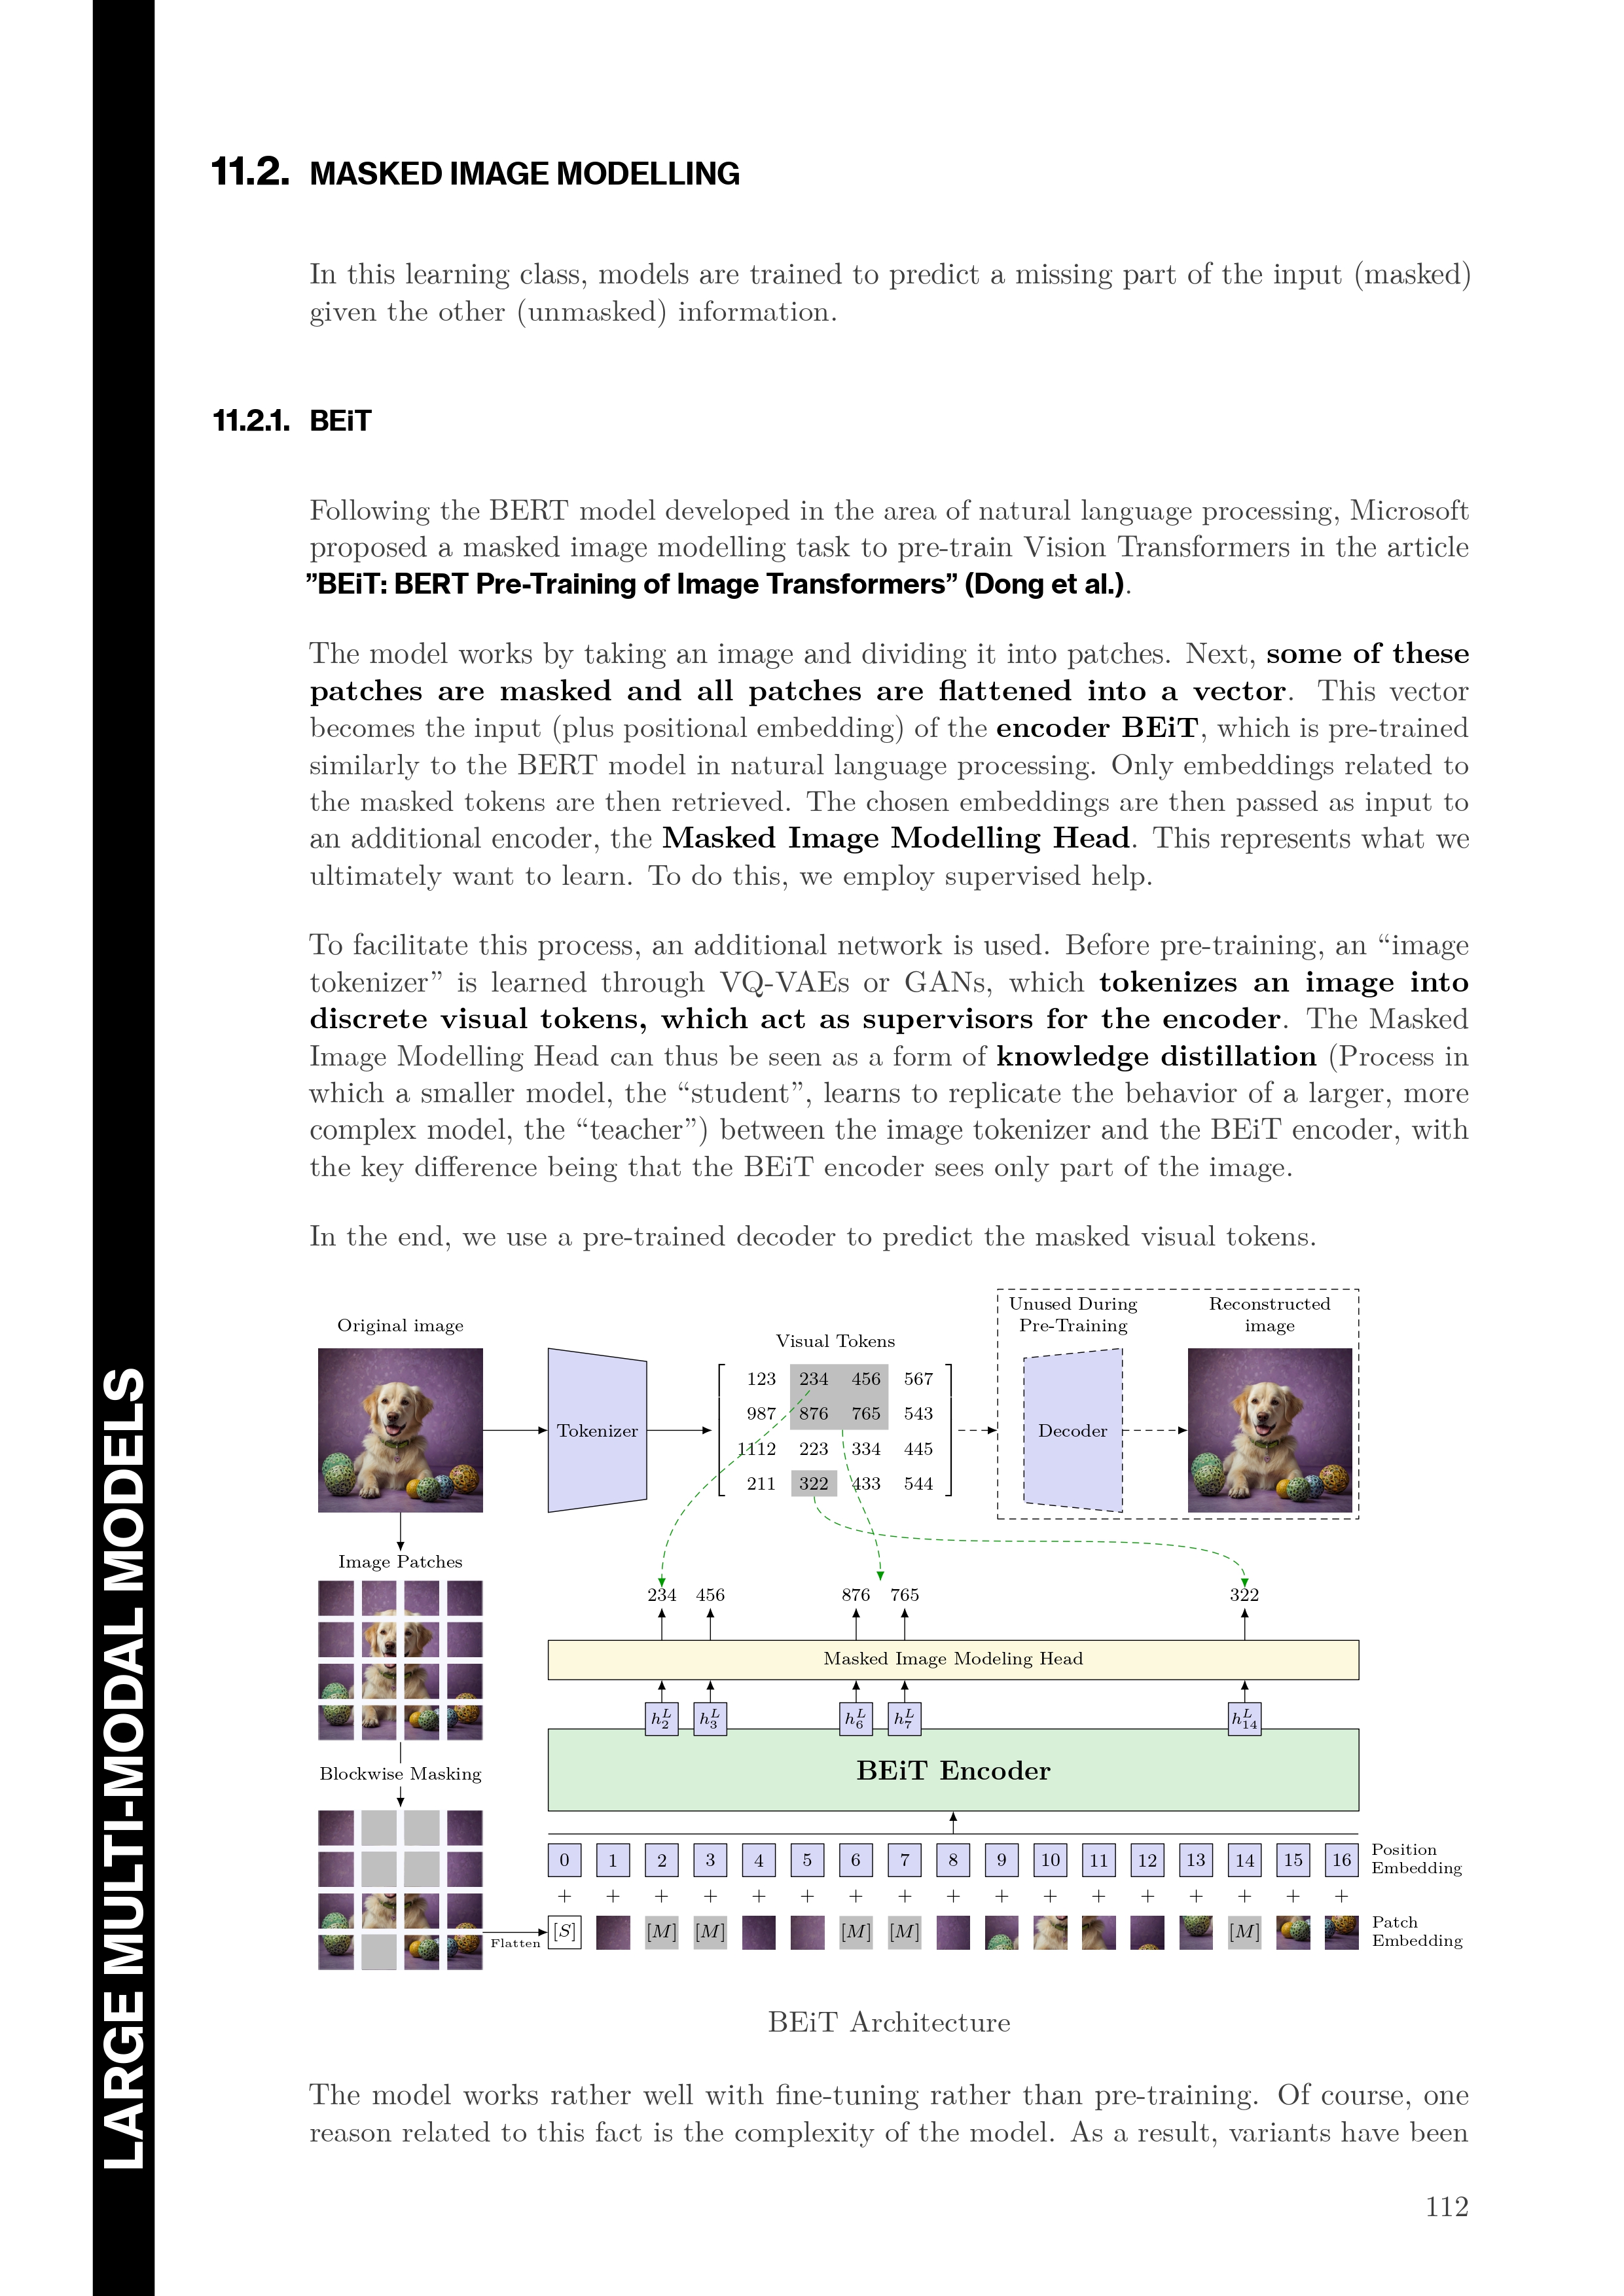 LARGE MULTI-MODAL MODELS
11.2. MASKED IMAGE MODELLING
In this learning class, models are trained to predict a missing part of the input (masked)
given the other (unmasked) information.
11.2.1. BEiT
Following the BERT model developed in the area of natural language processing, Microsoft
proposed a masked image modelling task to pre-train Vision Transformers in the article
”BEiT: BERT Pre-Training of Image Transformers” (Dong et al.).
The model works by taking an image and dividing it into patches. Next, some of these
patches are masked and all patches are flattened into a vector. This vector
becomes the input (plus positional embedding) of the encoder BEiT, which is pre-trained
similarly to the BERT model in natural language processing. Only embeddings related to
the masked tokens are then retrieved. The chosen embeddings are then passed as input to
an additional encoder, the Masked Image Modelling Head. This represents what we
ultimately want to learn. To do this, we employ supervised help.
To facilitate this process, an additional network is used. Before pre-training, an “image
tokenizer” is learned through VQ-VAEs or GANs, which tokenizes an image into
discrete visual tokens, which act as supervisors for the encoder. The Masked
Image Modelling Head can thus be seen as a form of knowledge distillation (Process in
which a smaller model, the “student”, learns to replicate the behavior of a larger, more
complex model, the “teacher”) between the image tokenizer and the BEiT encoder, with
the key difference being that the BEiT encoder sees only part of the image.
In the end, we use a pre-trained decoder to predict the masked visual tokens.
Original image
Tokenizer
Visual Tokens
123 234 456 567
987 876 765 543
1112 223 334 445
211 322 433 544
Unused During
Pre-Training
Decoder
Reconstructed
image
Image Patches
Blockwise Masking
Flatten
234 456 876 765 322
Masked Image Modeling Head
h_2^L h_3^L h_6^L h_7^L h_14^L
BEiT Encoder
0 1 2 3 4 5 6 7 8 9 10 11 12 13 14 15 16
Position
Embedding
+ + + + + + + + + + + + + + + + +
[S] [M] [M] [M] [M] [M]
Patch
Embedding
BEiT Architecture
The model works rather well with fine-tuning rather than pre-training. Of course, one
reason related to this fact is the complexity of the model. As a result, variants have been
112